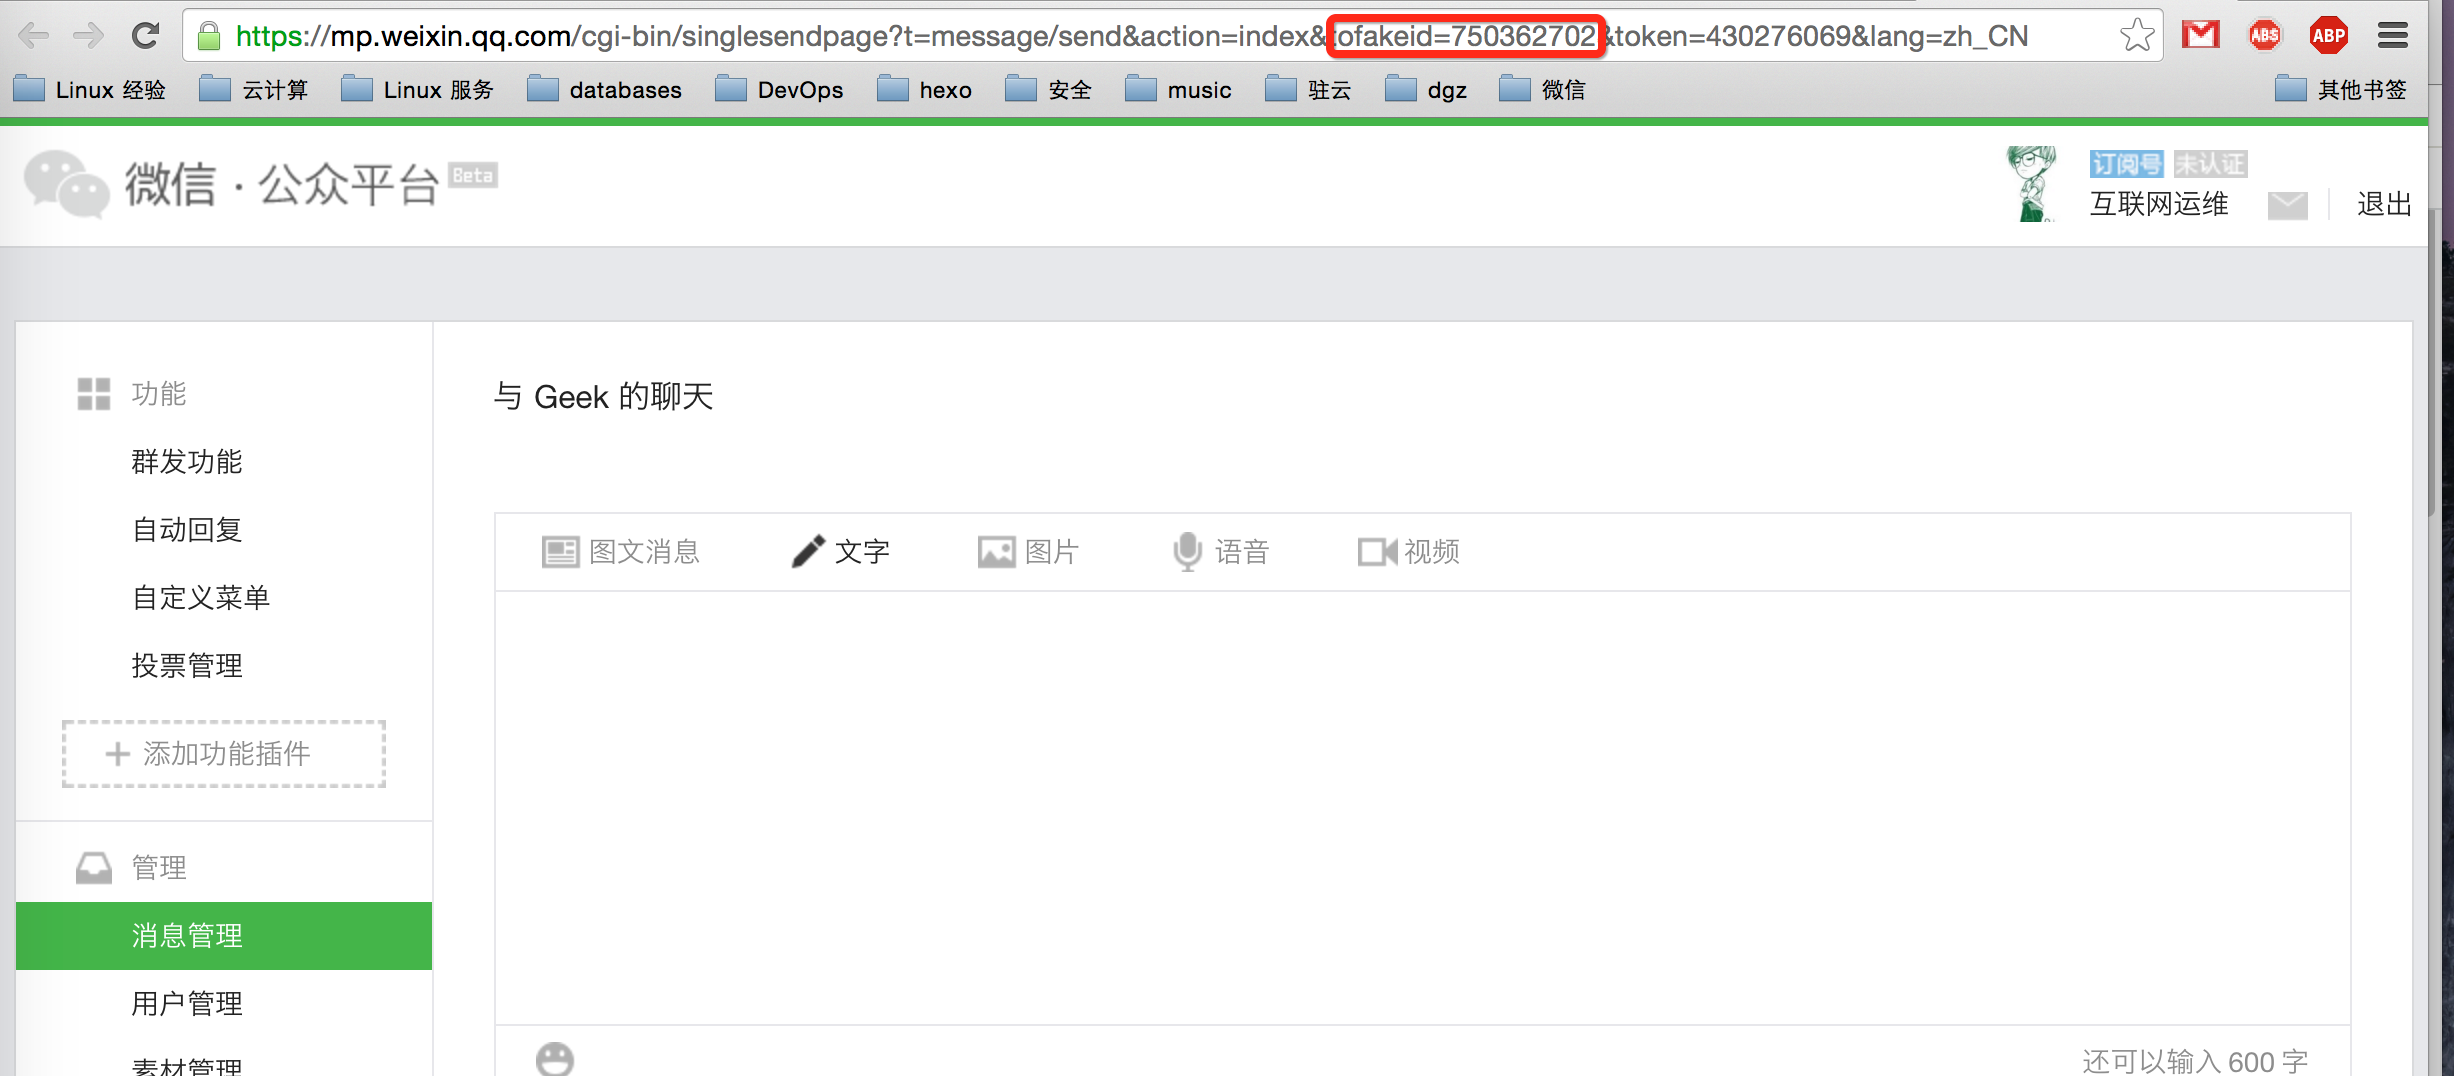 https://mp.weixin.qq.com/cgi-bin/singlesendpage?t=message/send&action=index&tofakeid=750362702&token=430276069&lang=zh_CN
ABS
ABP
Linux 经验 云计算 Linux 服务 databases DevOps hexo 安全 music 驻云 dgz 微信 其他书签
微信·公众平台 Beta
订阅号 未认证
互联网运维 退出
功能
群发功能
自动回复
自定义菜单
投票管理
+ 添加功能插件
管理
消息管理
用户管理
素材管理
与 Geek 的聊天
图文消息 文字 图片 语音 视频
还可以输入 600 字